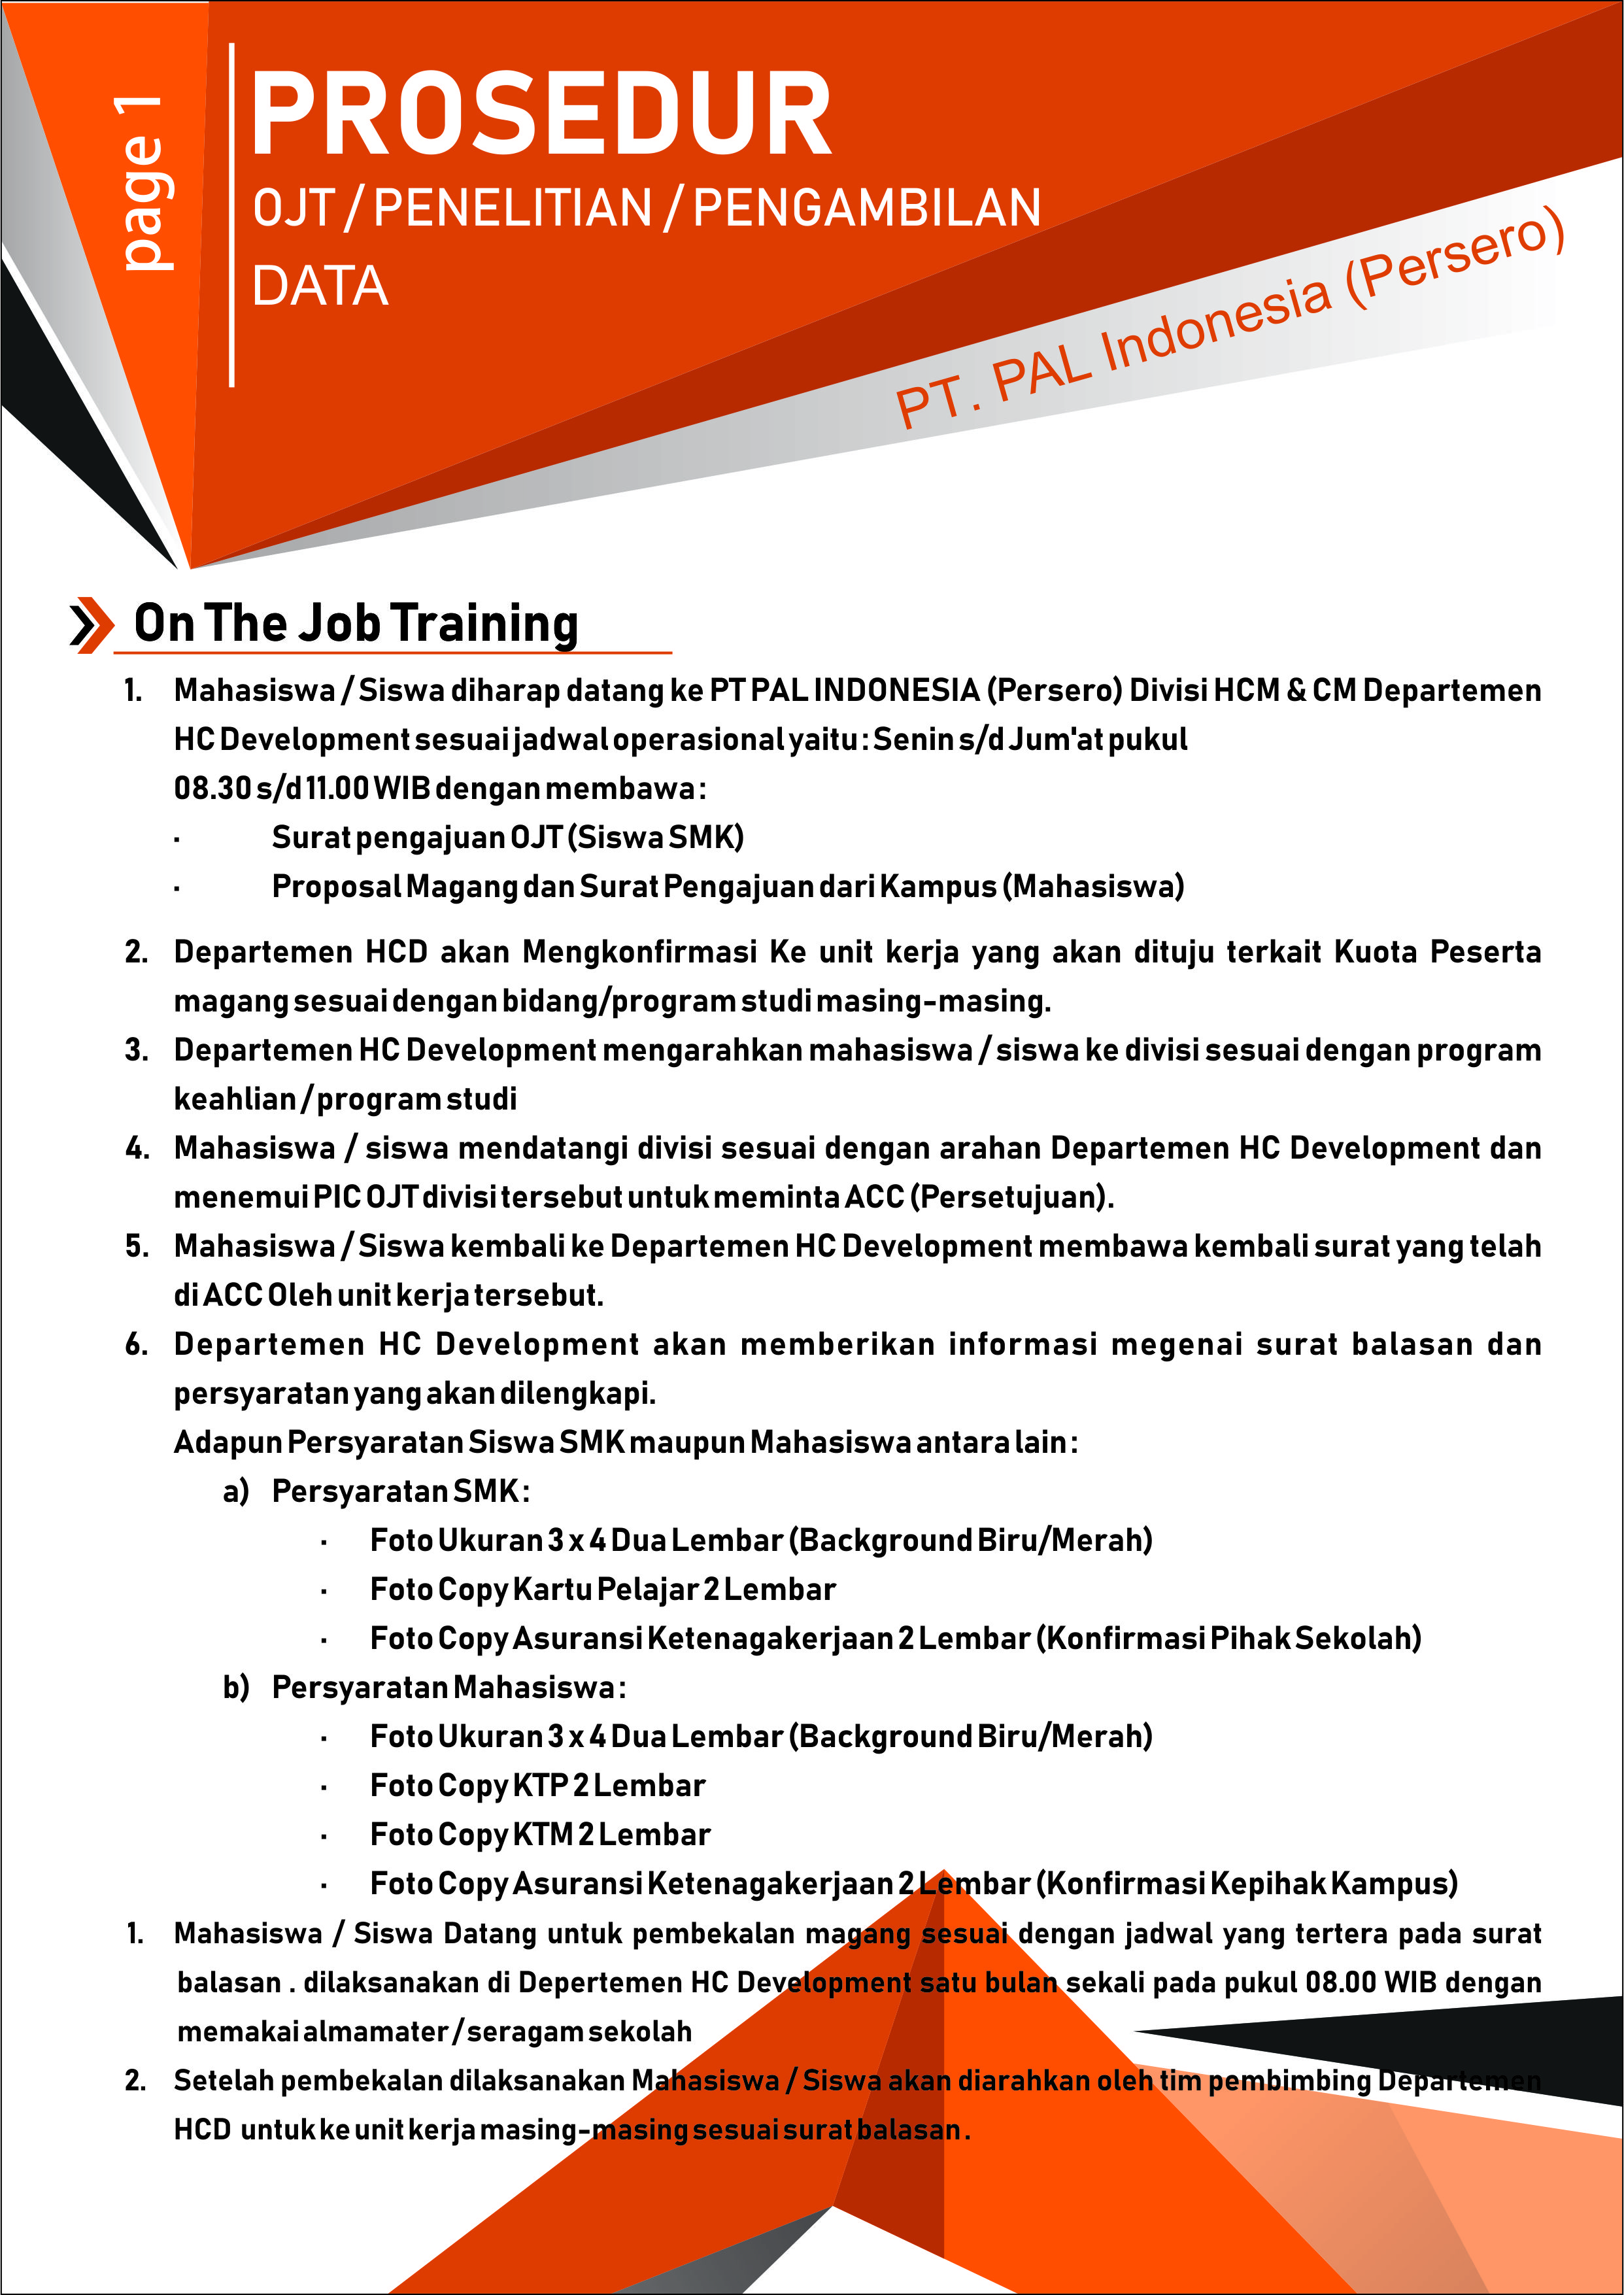 page 1
PROSEDUR
OJT / PENELITIAN / PENGAMBILAN
DATA
PT. PAL Indonesia (Persero)
On The Job Training
1. Mahasiswa / Siswa diharap datang ke PT PAL INDONESIA (Persero) Divisi HCM & CM Departemen
HC Development sesuai jadwal operasional yaitu : Senin s/d Jum'at pukul
08.30 s/d 11.00 WIB dengan membawa :
· Surat pengajuan OJT (Siswa SMK)
· Proposal Magang dan Surat Pengajuan dari Kampus (Mahasiswa)
2. Departemen HCD akan Mengkonfirmasi Ke unit kerja yang akan dituju terkait Kuota Peserta
magang sesuai dengan bidang/program studi masing-masing.
3. Departemen HC Development mengarahkan mahasiswa / siswa ke divisi sesuai dengan program
keahlian / program studi
4. Mahasiswa / siswa mendatangi divisi sesuai dengan arahan Departemen HC Development dan
menemui PIC OJT divisi tersebut untuk meminta ACC (Persetujuan).
5. Mahasiswa / Siswa kembali ke Departemen HC Development membawa kembali surat yang telah
di ACC Oleh unit kerja tersebut.
6. Departemen HC Development akan memberikan informasi megenai surat balasan dan
persyaratan yang akan dilengkapi.
Adapun Persyaratan Siswa SMK maupun Mahasiswa antara lain :
a) Persyaratan SMK :
· Foto Ukuran 3 x 4 Dua Lembar (Background Biru/Merah)
· Foto Copy Kartu Pelajar 2 Lembar
· Foto Copy Asuransi Ketenagakerjaan 2 Lembar (Konfirmasi Pihak Sekolah)
b) Persyaratan Mahasiswa :
· Foto Ukuran 3 x 4 Dua Lembar (Background Biru/Merah)
· Foto Copy KTP 2 Lembar
· Foto Copy KTM 2 Lembar
· Foto Copy Asuransi Ketenagakerjaan 2 Lembar (Konfirmasi Kepihak Kampus)
1. Mahasiswa / Siswa Datang untuk pembekalan magang sesuai dengan jadwal yang tertera pada surat
balasan . dilaksanakan di Depertemen HC Development satu bulan sekali pada pukul 08.00 WIB dengan
memakai almamater / seragam sekolah
2. Setelah pembekalan dilaksanakan Mahasiswa / Siswa akan diarahkan oleh tim pembimbing Departemen
HCD untuk ke unit kerja masing-masing sesuai surat balasan .